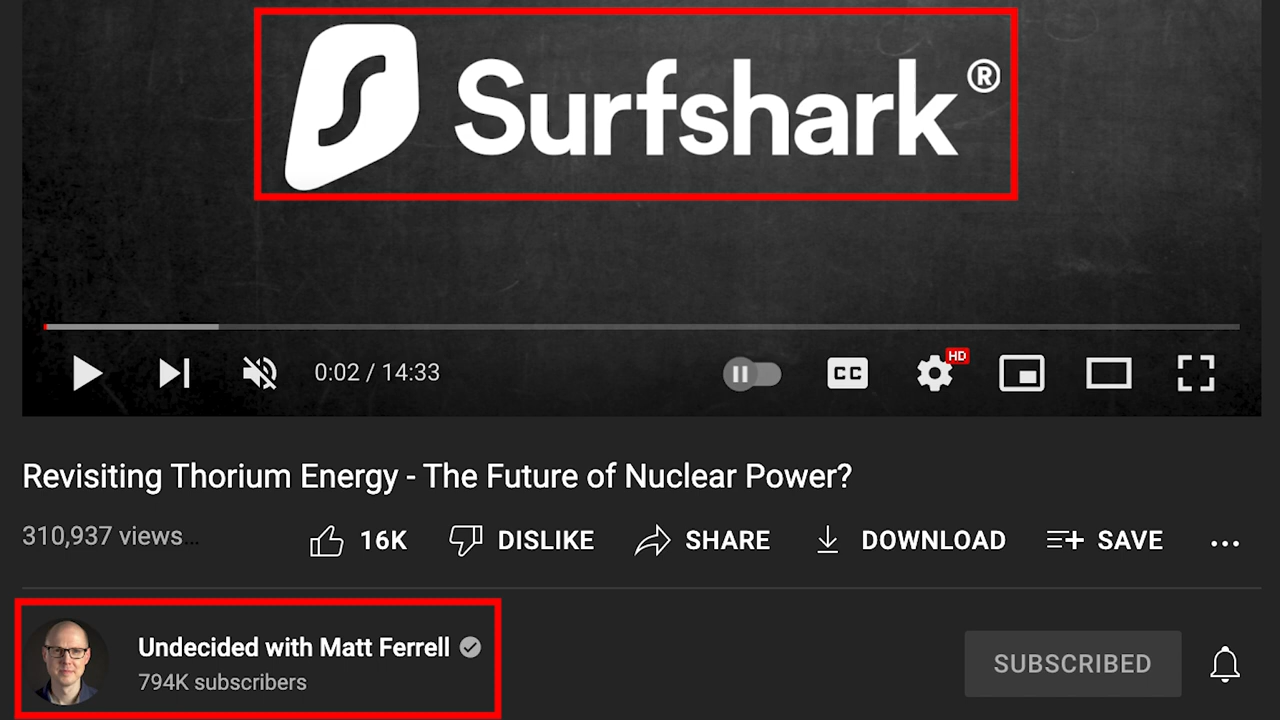 Surfshark®
HD
0:02 / 14:33
CC
Revisiting Thorium Energy - The Future of Nuclear Power?
310,937 views...
16K
DISLIKE
SHARE
DOWNLOAD
SAVE
Undecided with Matt Ferrell
794K subscribers
SUBSCRIBED